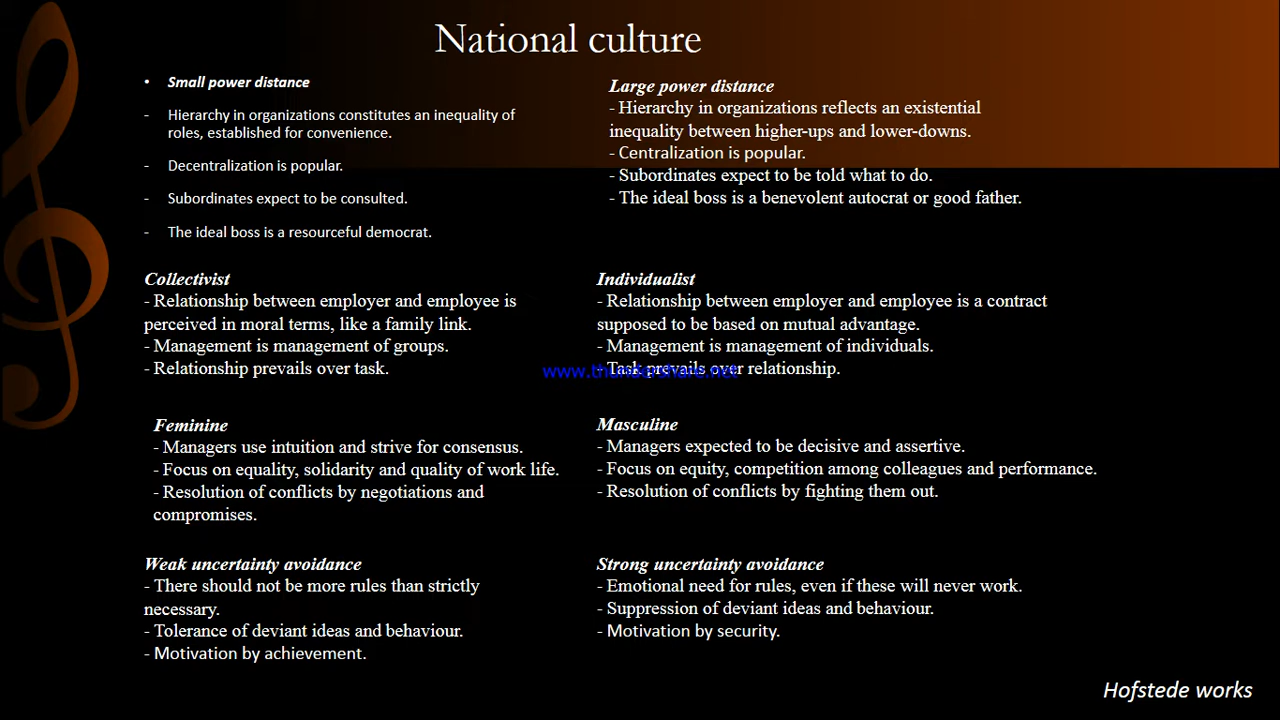 National culture
• Small power distance
- Hierarchy in organizations constitutes an inequality of
roles, established for convenience.
- Decentralization is popular.
- Subordinates expect to be consulted.
- The ideal boss is a resourceful democrat.
Large power distance
- Hierarchy in organizations reflects an existential
inequality between higher-ups and lower-downs.
- Centralization is popular.
- Subordinates expect to be told what to do.
- The ideal boss is a benevolent autocrat or good father.
Collectivist
- Relationship between employer and employee is
perceived in moral terms, like a family link.
- Management is management of groups.
- Relationship prevails over task.
Individualist
- Relationship between employer and employee is a contract
supposed to be based on mutual advantage.
- Management is management of individuals.
- Task prevails over relationship.
www.thundershare.net
Feminine
- Managers use intuition and strive for consensus.
- Focus on equality, solidarity and quality of work life.
- Resolution of conflicts by negotiations and
compromises.
Masculine
- Managers expected to be decisive and assertive.
- Focus on equity, competition among colleagues and performance.
- Resolution of conflicts by fighting them out.
Weak uncertainty avoidance
- There should not be more rules than strictly
necessary.
- Tolerance of deviant ideas and behaviour.
- Motivation by achievement.
Strong uncertainty avoidance
- Emotional need for rules, even if these will never work.
- Suppression of deviant ideas and behaviour.
- Motivation by security.
Hofstede works